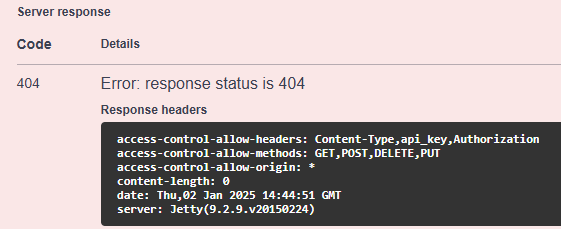 Server response
Code Details
404 Error: response status is 404
Response headers
access-control-allow-headers: Content-Type,api_key,Authorization
access-control-allow-methods: GET,POST,DELETE,PUT
access-control-allow-origin: *
content-length: 0
date: Thu,02 Jan 2025 14:44:51 GMT
server: Jetty(9.2.9.v20150224)